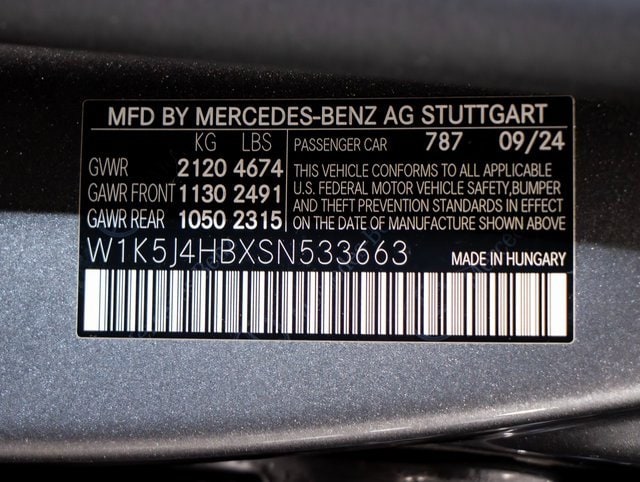 MFD BY MERCEDES-BENZ AG STUTTGART
KG LBS PASSENGER CAR 787 09/24
GVWR 2120 4674 THIS VEHICLE CONFORMS TO ALL APPLICABLE
GAWR FRONT 1130 2491 U.S. FEDERAL MOTOR VEHICLE SAFETY,BUMPER
AND THEFT PREVENTION STANDARDS IN EFFECT
GAWR REAR 1050 2315 ON THE DATE OF MANUFACTURE SHOWN ABOVE
W1K5J4HBXSN533663 MADE IN HUNGARY